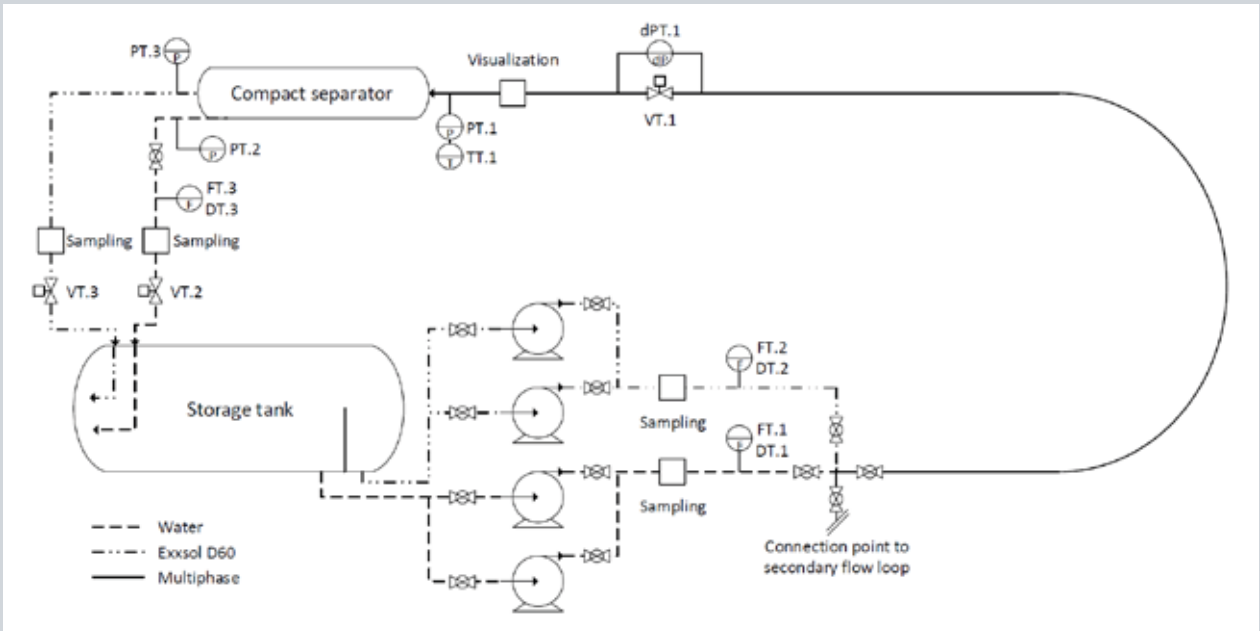 dPT.1
dP
PT.3
P
Visualization
Compact separator
VT.1
P
PT.1
T
TT.1
P
PT.2
FT.3
F
DT.3
Sampling
Sampling
VT.3
VT.2
Storage tank
FT.2
F
DT.2
Sampling
FT.1
F
DT.1
Sampling
Water
Exxsol D60
Multiphase
Connection point to
secondary flow loop